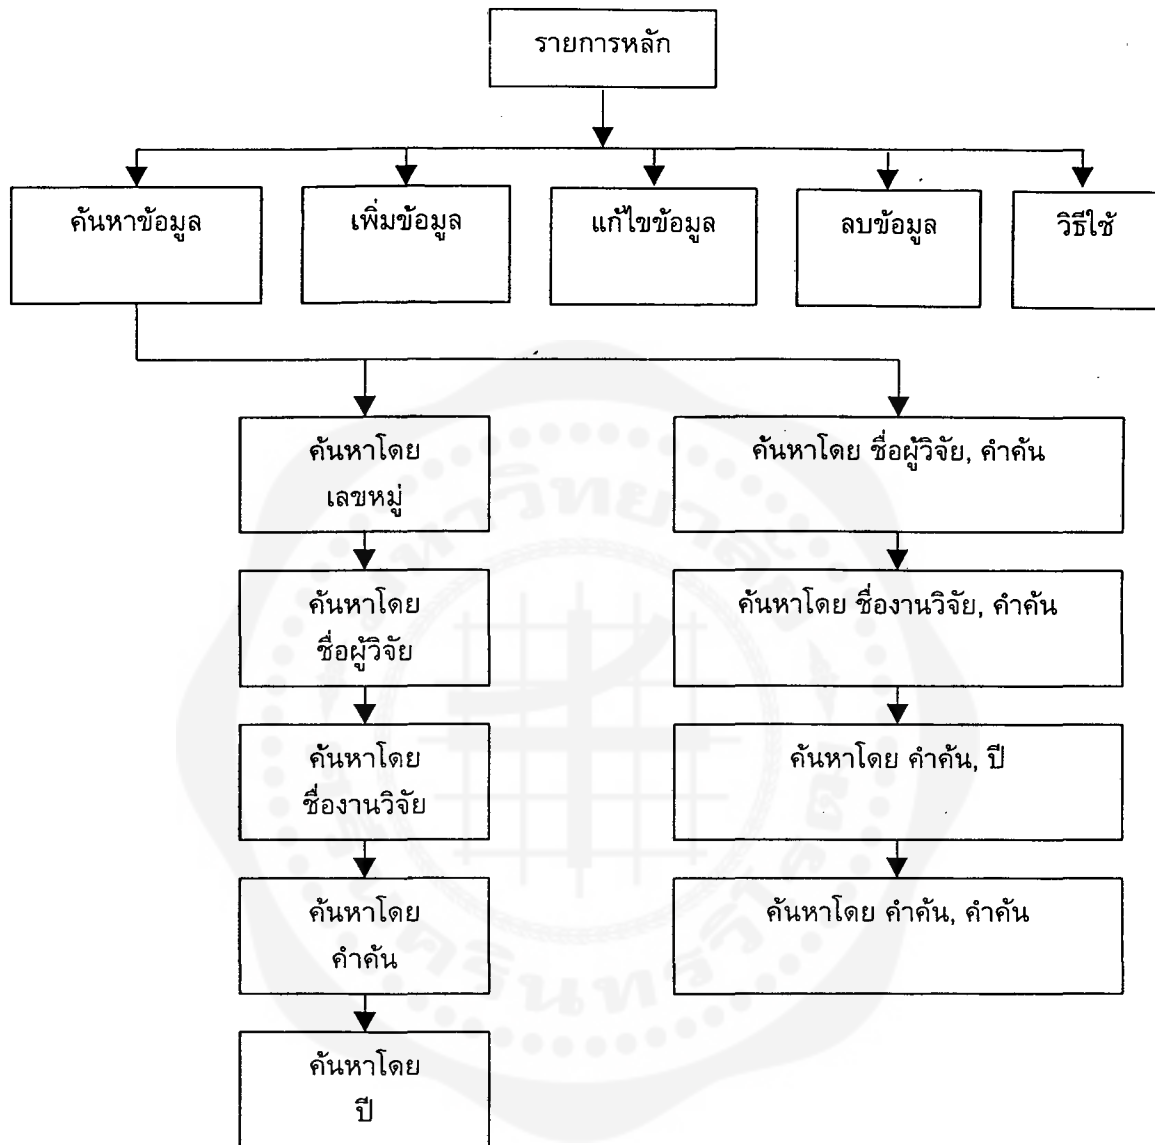 รายการหลัก
ค้นหาข้อมูล
เพิ่มข้อมูล
แก้ไขข้อมูล
ลบข้อมูล
วิธีใช้
ค้นหาโดย
เลขหมู่
ค้นหาโดย ชื่อผู้วิจัย, คำค้น
ค้นหาโดย
ชื่อผู้วิจัย
ค้นหาโดย ชื่องานวิจัย, คำค้น
ค้นหาโดย
ชื่องานวิจัย
ค้นหาโดย คำค้น, ปี
ค้นหาโดย
คำค้น
ค้นหาโดย คำค้น, คำค้น
ค้นหาโดย
ปี